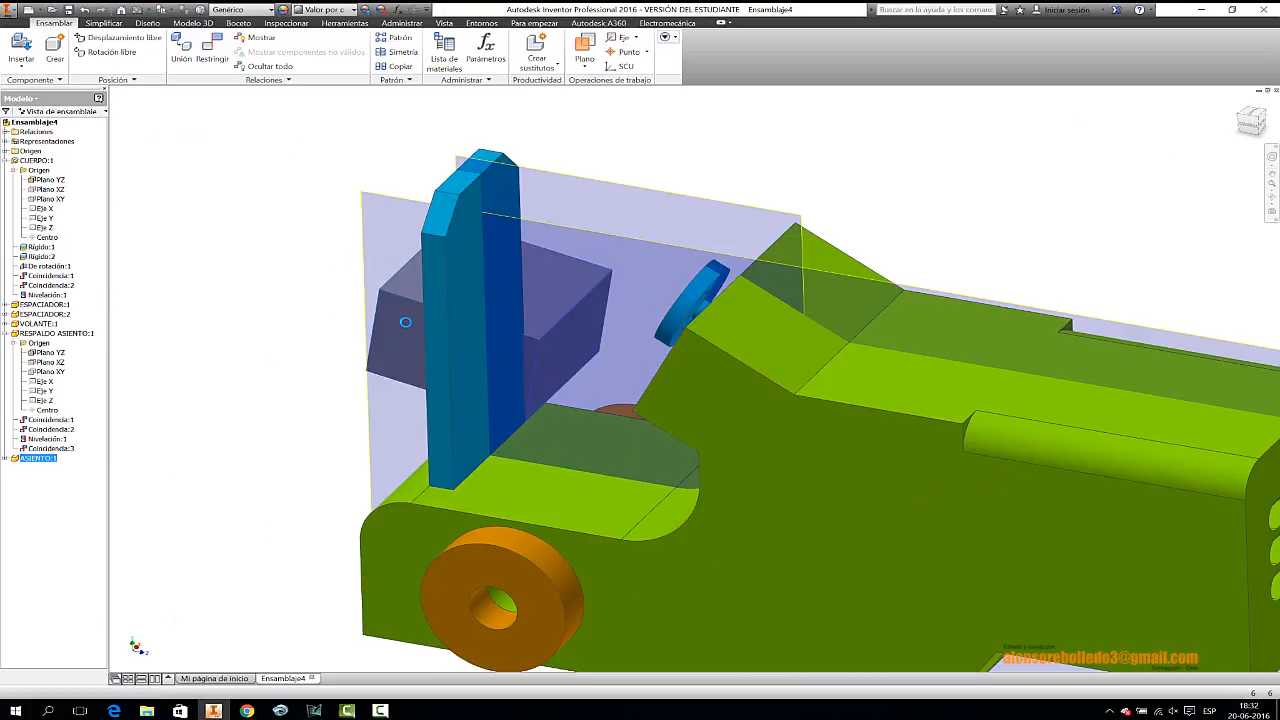 Genérico
Valor por c
Autodesk Inventor Professional 2016 - VERSIÓN DEL ESTUDIANTE   Ensamblaje4
Busca en la ayuda y los comanc
Iniciar sesión
Ensamblar   Simplificar   Diseño   Modelo 3D   Boceto   Inspeccionar   Herramientas   Administrar   Vista   Entornos   Para empezar   Autodesk A360   Electromecánica
Desplazamiento libre
Rotación libre
Insertar   Crear
Componente
Posición
Unión   Restringir
Mostrar
Mostrar componentes no válidos
Ocultar todo
Relaciones
Patrón
Simetría
Copiar
Patrón
Lista de materiales   Parámetros
Administrar
Crear sustitutos
Productividad
Plano
Eje
Punto
SCU
Operaciones de trabajo
Modelo
Vista de ensamblaje
Ensamblaje4
Relaciones
Representaciones
Origen
CUERPO:1
Origen
Plano YZ
Plano XZ
Plano XY
Eje X
Eje Y
Eje Z
Centro
Rígido:1
Rígido:2
De rotación:1
Coincidencia:1
Coincidencia:2
Nivelación:1
ESPACIADOR:1
ESPACIADOR:2
VOLANTE:1
RESPALDO ASIENTO:1
Origen
Plano YZ
Plano XZ
Plano XY
Eje X
Eje Y
Eje Z
Centro
Coincidencia:1
Coincidencia:2
Nivelación:1
Coincidencia:3
ASIENTO:1
alonsorebolledo3@gmail.com
Mi página de inicio   Ensamblaje4
6   6
ESP
18:32
20-06-2016